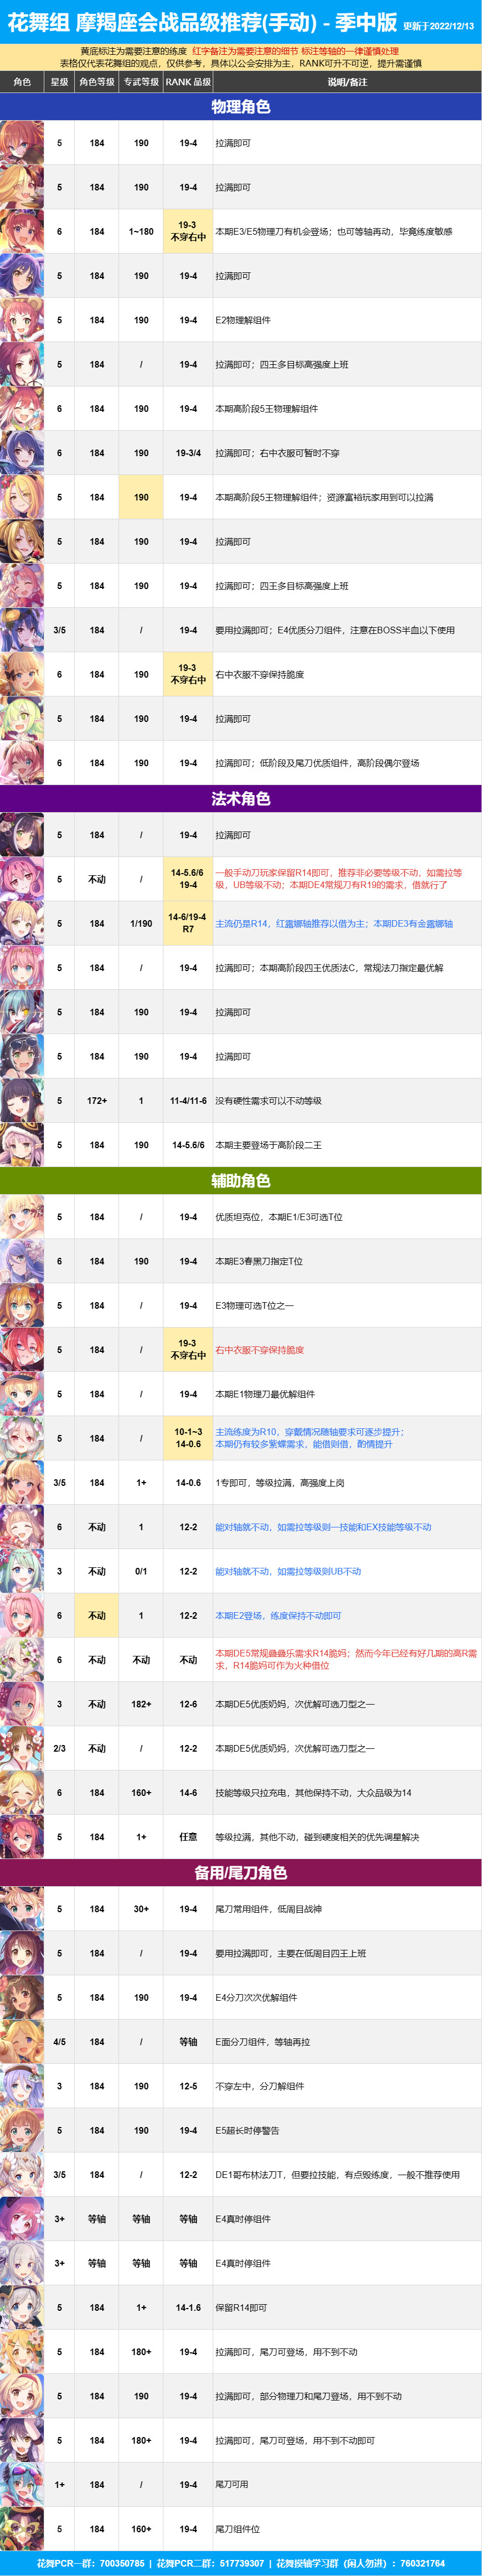 花舞组 摩羯座会战品级推荐(手动) - 季中版 更新于2022/12/13
黄底标注为需要注意的练度 红字备注为需要注意的细节 标注等轴的一律谨慎处理
表格仅代表花舞组的观点，仅供参考，具体以公会安排为主，RANK可升不可逆，提升需谨慎
角色 星级 角色等级 专武等级 RANK 品级 说明/备注
物理角色
5 184 190 19-4 拉满即可
5 184 190 19-4 拉满即可
6 184 1~180 19-3 不穿右中 本期E3/E5物理刀有机会登场；也可等轴再动，毕竟练度敏感
5 184 190 19-4 拉满即可
5 184 190 19-4 E2物理解组件
5 184 / 19-4 拉满即可；四王多目标高强度上班
6 184 190 19-4 本期高阶段5王物理解组件
6 184 190 19-3/4 拉满即可；右中衣服可暂时不穿
5 184 190 19-4 本期高阶段5王物理解组件；资源富裕玩家用到可以拉满
5 184 190 19-4 拉满即可
5 184 190 19-4 拉满即可；四王多目标高强度上班
3/5 184 / 19-4 要用拉满即可；E4优质分刀组件，注意在BOSS半血以下使用
6 184 190 19-3 不穿右中 右中衣服不穿保持脆度
5 184 190 19-4 拉满即可
6 184 190 19-4 拉满即可；低阶段及尾刀优质组件，高阶段偶尔登场
法术角色
5 184 / 19-4 拉满即可
5 不动 / 14-5.6/6 19-4 一般手动刀玩家保留R14即可，推荐非必要等级不动，如需拉等
级，UB等级不动；本期DE4常规刀有R19的需求，借就行了
5 184 1/190 14-6/19-4 R7 主流仍是R14，红露娜轴推荐以借为主；本期DE3有金露娜轴
5 184 / 19-4 拉满即可；本期高阶段四王优质法C，常规法刀指定最优解
5 184 190 19-4 拉满即可
5 184 190 19-4 拉满即可
5 172+ 1 11-4/11-6 没有硬性需求可以不动等级
5 184 190 14-5.6/6 本期主要登场于高阶段二王
辅助角色
5 184 / 19-4 优质坦克位，本期E1/E3可选T位
6 184 190 19-4 本期E3春黑刀指定T位
5 184 / 19-4 E3物理可选T位之一
5 184 / 19-3 不穿右中 右中衣服不穿保持脆度
5 184 / 19-4 本期E1物理刀最优解组件
5 184 / 10-1~3 14-0.6 主流练度为R10，穿戴情况随轴要求可逐步提升；
本期仍有较多紫蝶需求，能借则借，酌情提升
3/5 184 1+ 14-0.6 1专即可，等级拉满，高强度上岗
6 不动 1 12-2 能对轴就不动，如需拉等级则一技能和EX技能等级不动
3 不动 0/1 12-2 能对轴就不动，如需拉等级则UB不动
6 不动 1 12-2 本期E2登场，练度保持不动即可
6 不动 不动 不动 本期DE5常规叠叠乐需求R14脆妈；然而今年已经有好几期的高R需
求，R14脆妈可作为火种借位
3 不动 182+ 12-6 本期DE5优质奶妈，次优解可选刀型之一
2/3 不动 / 12-2 本期DE5优质奶妈，次优解可选刀型之一
6 184 160+ 14-6 技能等级只拉充电，其他保持不动，大众品级为14
5 184 1+ 任意 等级拉满，其他不动，碰到硬度相关的优先调星解决
备用/尾刀角色
5 184 30+ 19-4 尾刀常用组件，低周目战神
5 184 / 19-4 要用拉满即可，主要在低周目四王上班
5 184 190 19-4 E4分刀次次优解组件
4/5 184 / 等轴 E面分刀组件，等轴再拉
3 184 190 12-5 不穿左中，分刀解组件
5 184 190 19-4 E5超长时停警告
3/5 184 / 12-2 DE1哥布林法刀T，但要拉技能，有点毁练度，一般不推荐使用
3+ 等轴 等轴 等轴 E4真时停组件
3+ 等轴 等轴 等轴 E4真时停组件
5 184 1+ 14-1.6 保留R14即可
5 184 180+ 19-4 拉满即可，尾刀可登场，用不到不动
5 184 190 19-4 拉满即可，部分物理刀和尾刀登场，用不到不动
5 184 180+ 19-4 拉满即可，尾刀可登场，用不到不动即可
1+ 184 / 19-4 尾刀可用
5 184 160+ 19-4 尾刀组件位
花舞PCR一群：700350785 | 花舞PCR二群：517739307 | 花舞授轴学习群（闲人勿进）：760321764